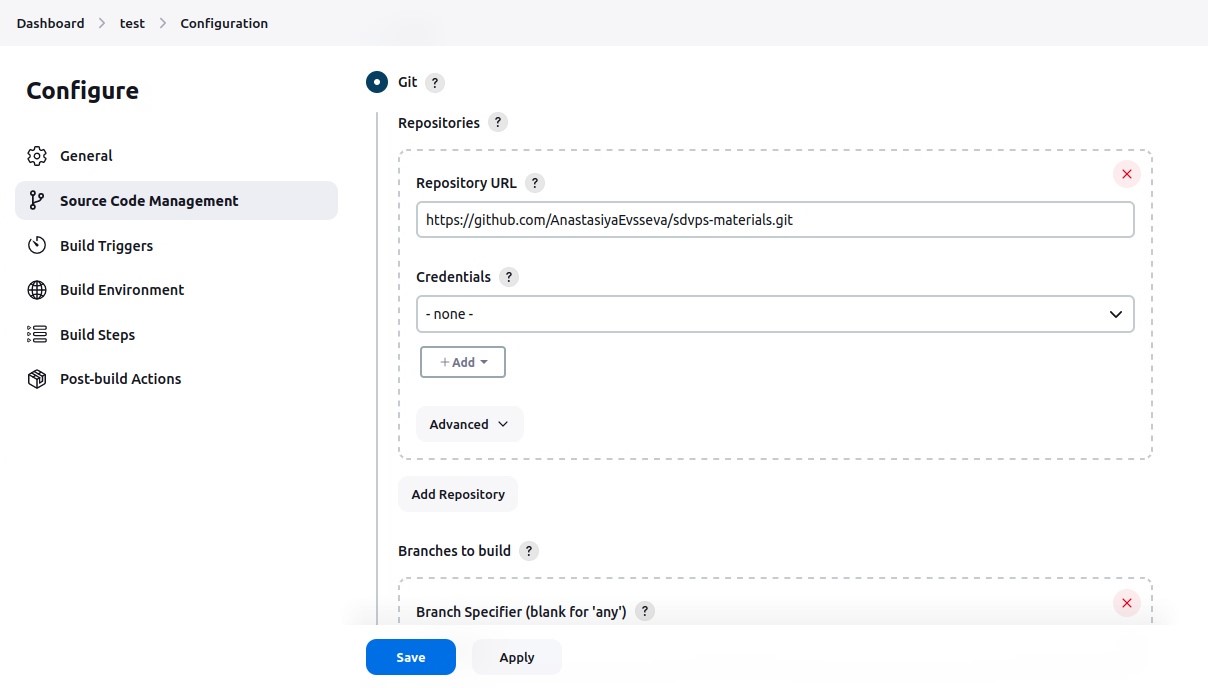 Dashboard > test > Configuration
Configure
General
Source Code Management
Build Triggers
Build Environment
Build Steps
Post-build Actions
Git ?
Repositories ?
Repository URL ?
https://github.com/AnastasiyaEvsseva/sdvps-materials.git
Credentials ?
- none -
+ Add
Advanced
Add Repository
Branches to build ?
Branch Specifier (blank for 'any') ?
Save Apply